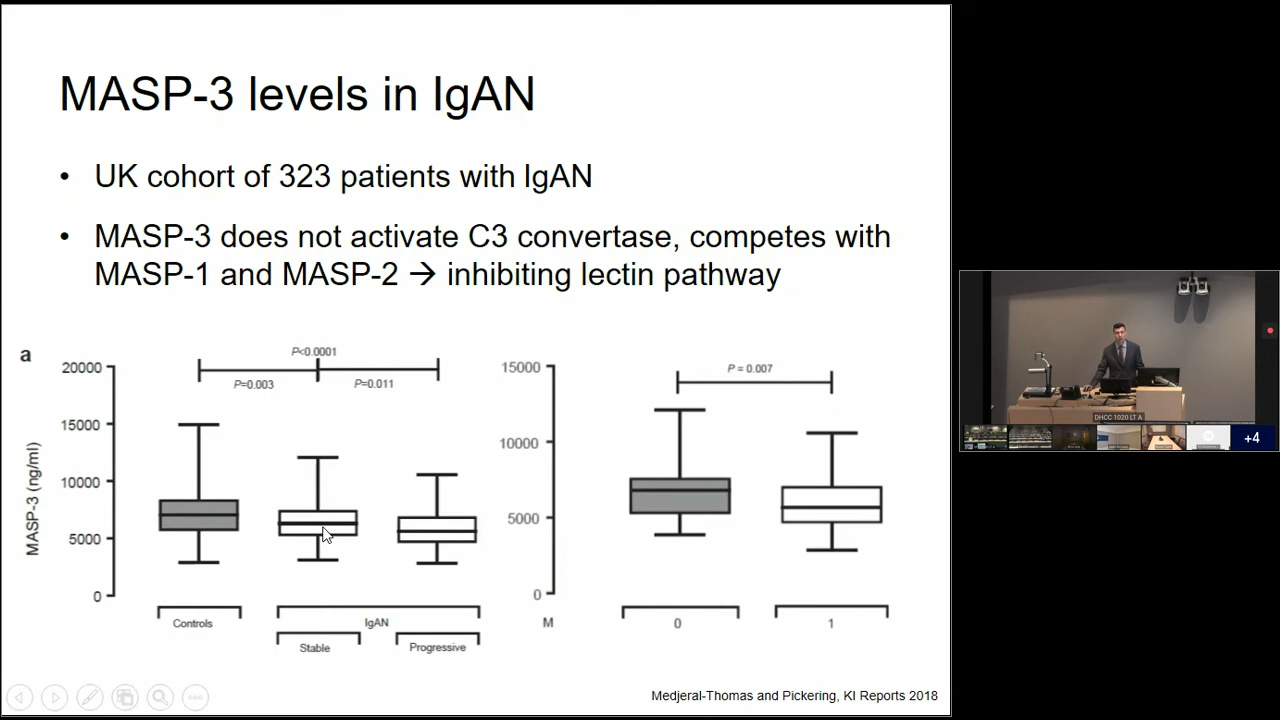 MASP-3 levels in IgAN
• UK cohort of 323 patients with IgAN
• MASP-3 does not activate C3 convertase, competes with
MASP-1 and MASP-2 → inhibiting lectin pathway
a
MASP-3 (ng/ml)
20000
15000
10000
5000
0
P<0.0001
P=0.003
P=0.011
Controls
IgAN
Stable
Progressive
15000
10000
5000
0
P = 0.007
M
0
1
Medjeral-Thomas and Pickering, KI Reports 2018
DHCC 1020 LT A
+4